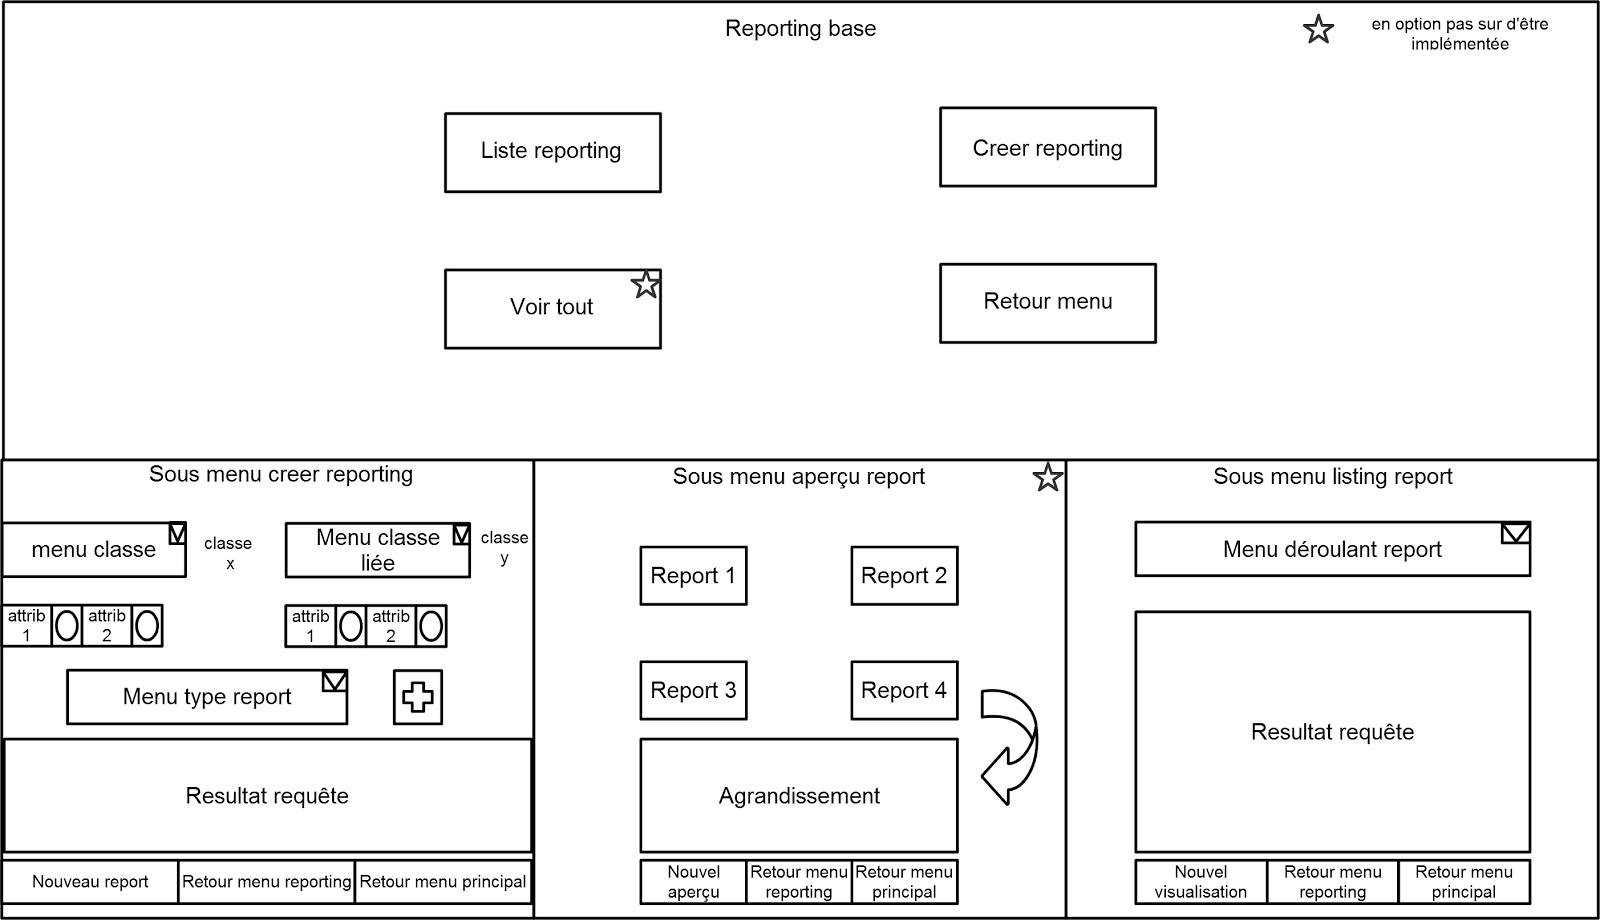 Reporting base
en option pas sur d'être
implémentée
Liste reporting
Creer reporting
Voir tout
Retour menu
Sous menu creer reporting
menu classe
classe
x
Menu classe
liée
classe
y
attrib
1
attrib
2
attrib
1
attrib
2
Menu type report
Resultat requête
Nouveau report
Retour menu reporting
Retour menu principal
Sous menu aperçu report
Report 1
Report 2
Report 3
Report 4
Agrandissement
Nouvel
aperçu
Retour menu
reporting
Retour menu
principal
Sous menu listing report
Menu déroulant report
Resultat requête
Nouvel
visualisation
Retour menu
reporting
Retour menu
principal